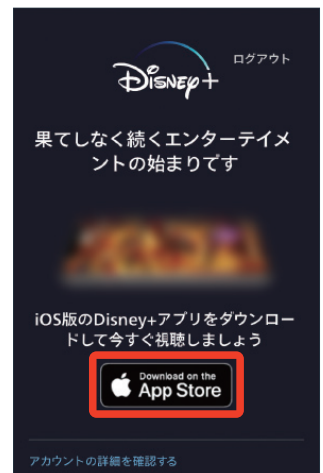 ログアウト
Disney+
果てしなく続くエンターテイメ
ントの始まりです
iOS版のDisney+アプリをダウンロー
ドして今すぐ視聴しましょう
Download on the
App Store
アカウントの詳細を確認する